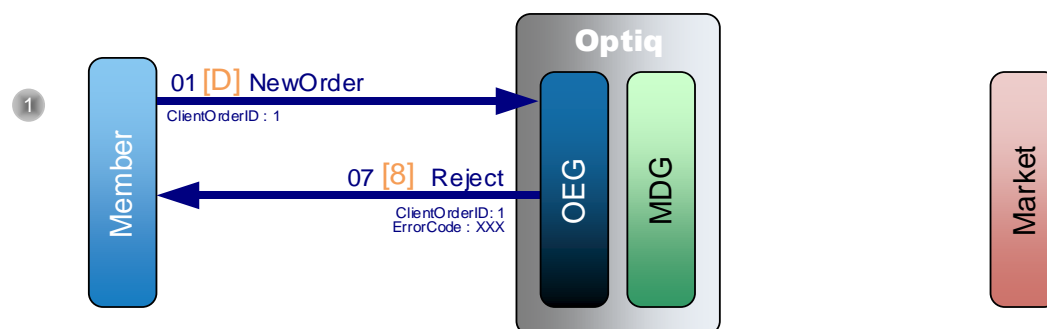 Optiq
1
01 [D] NewOrder
ClientOrderID : 1
07 [8] Reject
ClientOrderID: 1
ErrorCode : XXX
Member
OEG
MDG
Market